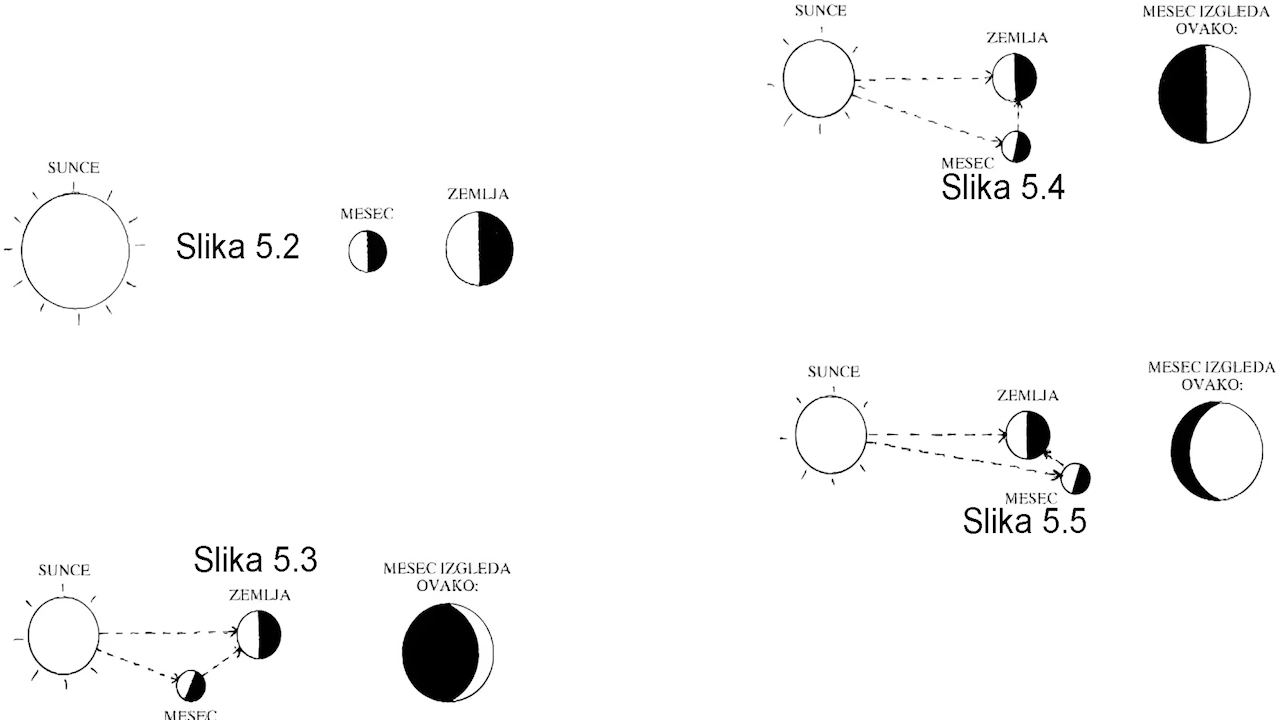 SUNCE
Slika 5.2
MESEC
ZEMLJA
Slika 5.3
SUNCE
ZEMLJA
MESEC
MESEC IZGLEDA
OVAKO:
SUNCE
ZEMLJA
MESEC
Slika 5.4
MESEC IZGLEDA
OVAKO:
SUNCE
ZEMLJA
MESEC
Slika 5.5
MESEC IZGLEDA
OVAKO: